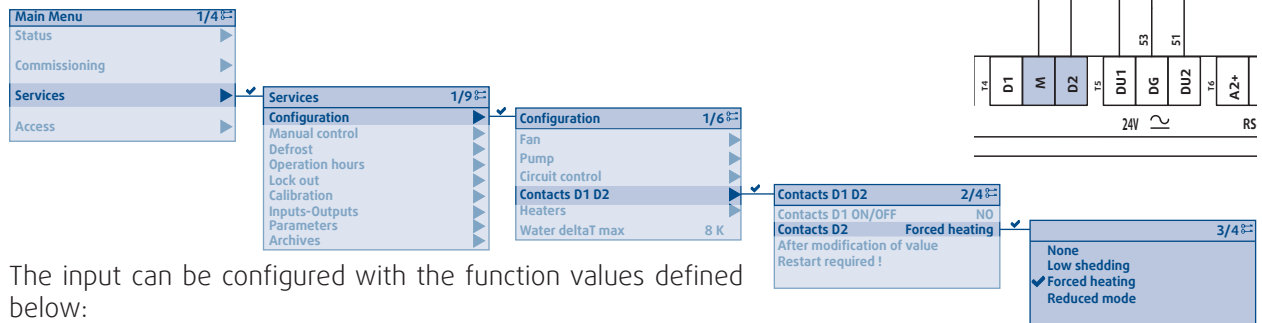 Main Menu 1/4
Status
Commissioning
Services
Access
Services 1/9
Configuration
Manual control
Defrost
Operation hours
Lock out
Calibration
Inputs-Outputs
Parameters
Archives
Configuration 1/6
Fan
Pump
Circuit control
Contacts D1 D2
Heaters
Water deltaT max 8 K
Contacts D1 D2 2/4
Contacts D1 ON/OFF NO
Contacts D2 Forced heating
After modification of value
Restart required !
3/4
None
Low shedding
Forced heating
Reduced mode
53 51
T4 D1 M D2 T5 DU1 DG DU2 T6 A2+
24V RS
The input can be configured with the function values defined
below: